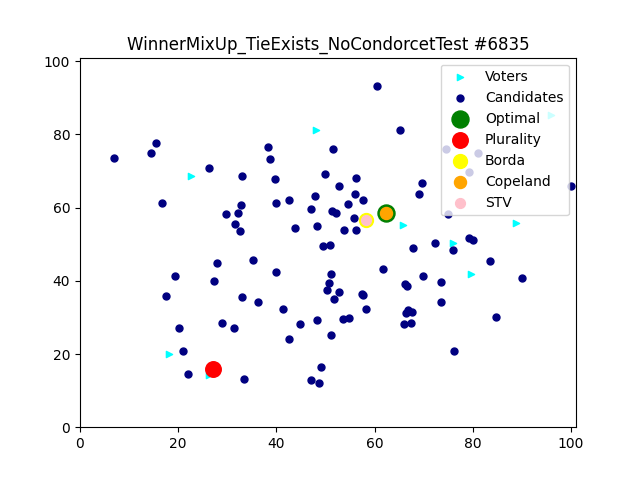 WinnerMixUp_TieExists_NoCondorcetTest #6835
100
80
60
40
20
0
0 20 40 60 80 100
Voters
Candidates
Optimal
Plurality
Borda
Copeland
STV